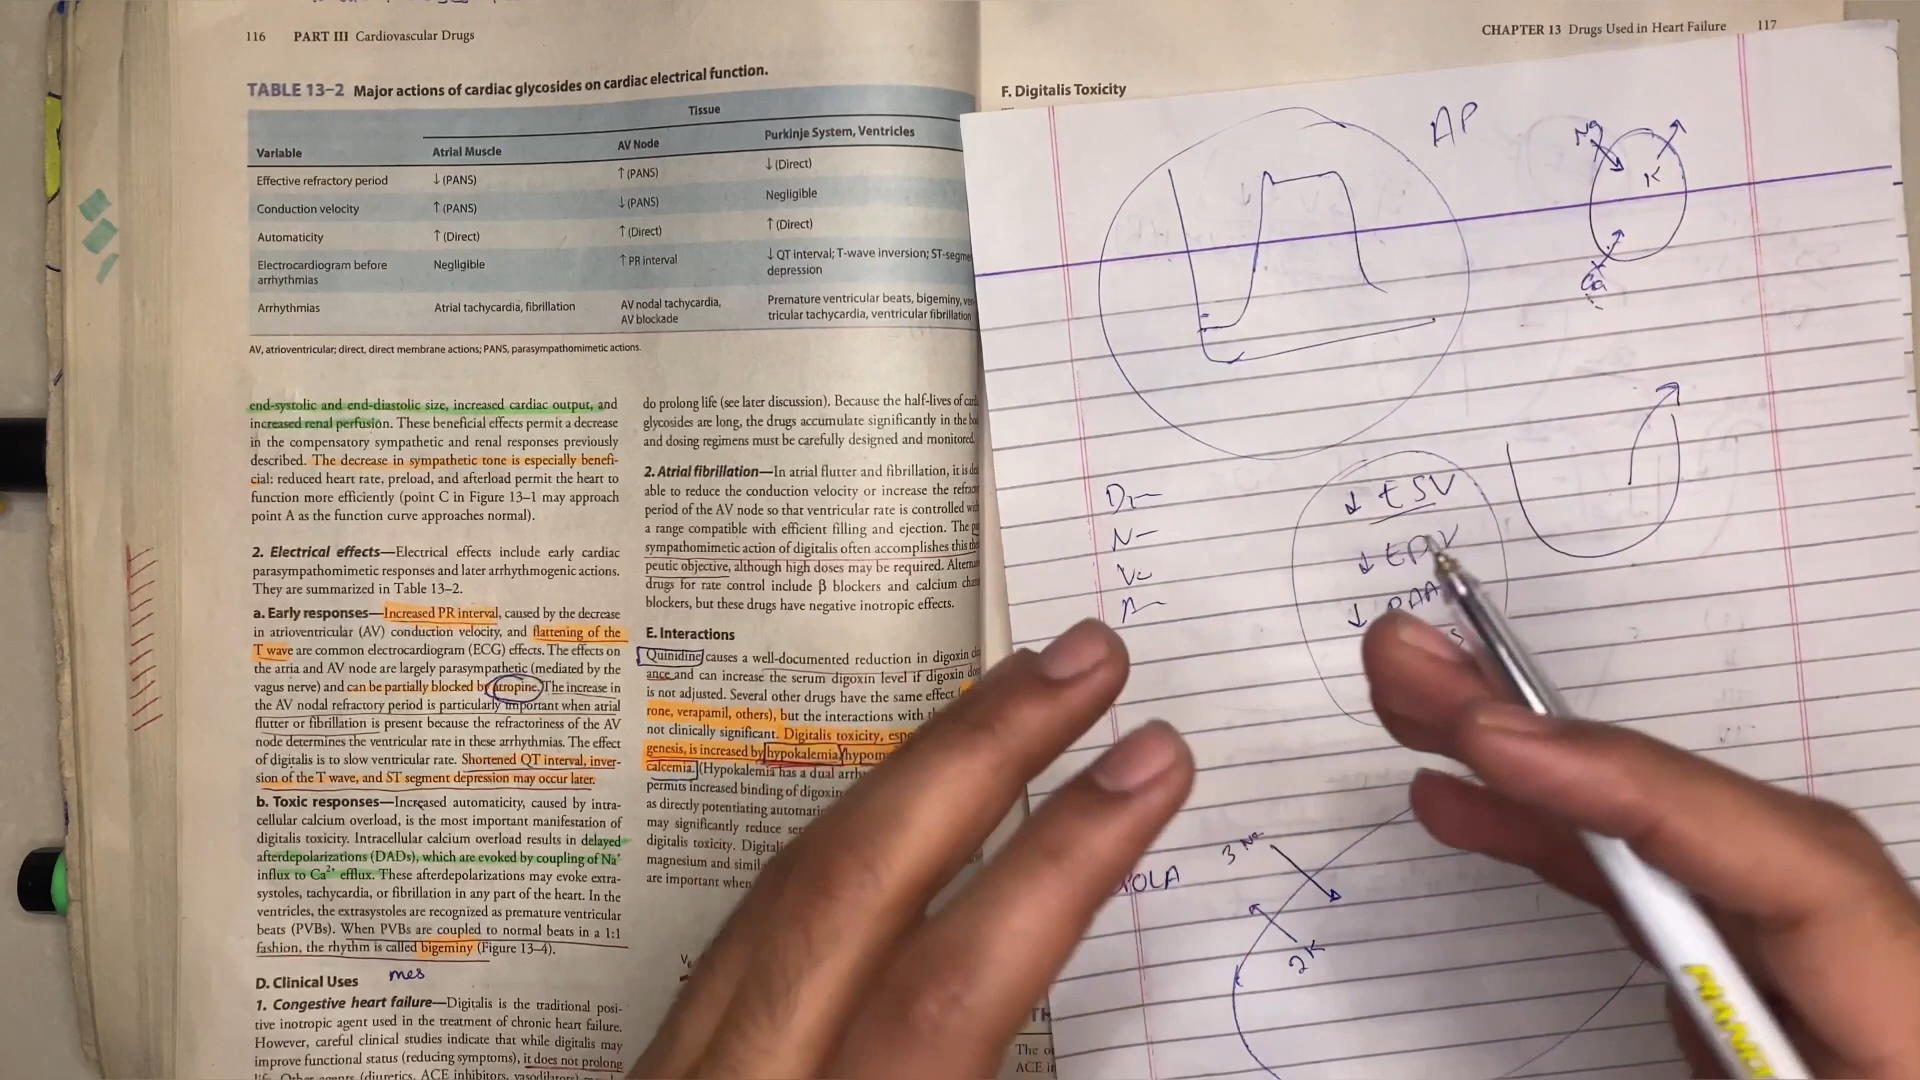 116 PART III Cardiovascular Drugs
TABLE 13–2 Major actions of cardiac glycosides on cardiac electrical function.
Tissue
Variable Atrial Muscle AV Node Purkinje System, Ventricles
Effective refractory period ↓ (PANS) ↑ (PANS) ↓ (Direct)
Conduction velocity ↑ (PANS) ↓ (PANS) Negligible
Automaticity ↑ (Direct) ↑ (Direct) ↑ (Direct)
Electrocardiogram before Negligible ↑ PR interval ↓ QT interval; T-wave inversion; ST-segme
arrhythmias depression
Arrhythmias Atrial tachycardia, fibrillation AV nodal tachycardia, Premature ventricular beats, bigeminy, ven
AV blockade tricular tachycardia, ventricular fibrillation
AV, atrioventricular; direct, direct membrane actions; PANS, parasympathomimetic actions.
end-systolic and end-diastolic size, increased cardiac output, and
increased renal perfusion. These beneficial effects permit a decrease
in the compensatory sympathetic and renal responses previously
described. The decrease in sympathetic tone is especially benefi-
cial: reduced heart rate, preload, and afterload permit the heart to
function more efficiently (point C in Figure 13–1 may approach
point A as the function curve approaches normal).
2. Electrical effects—Electrical effects include early cardiac
parasympathomimetic responses and later arrhythmogenic actions.
They are summarized in Table 13–2.
a. Early responses—Increased PR interval, caused by the decrease
in atrioventricular (AV) conduction velocity, and flattening of the
T wave are common electrocardiogram (ECG) effects. The effects on
the atria and AV node are largely parasympathetic (mediated by the
vagus nerve) and can be partially blocked by atropine. The increase in
the AV nodal refractory period is particularly important when atrial
flutter or fibrillation is present because the refractoriness of the AV
node determines the ventricular rate in these arrhythmias. The effect
of digitalis is to slow ventricular rate. Shortened QT interval, inver-
sion of the T wave, and ST segment depression may occur later.
b. Toxic responses—Increased automaticity, caused by intra-
cellular calcium overload, is the most important manifestation of
digitalis toxicity. Intracellular calcium overload results in delayed
afterdepolarizations (DADs), which are evoked by coupling of Na+
influx to Ca2+ efflux. These afterdepolarizations may evoke extra-
systoles, tachycardia, or fibrillation in any part of the heart. In the
ventricles, the extrasystoles are recognized as premature ventricular
beats (PVBs). When PVBs are coupled to normal beats in a 1:1
fashion, the rhythm is called bigeminy (Figure 13–4).
mes
D. Clinical Uses
1. Congestive heart failure—Digitalis is the traditional posi-
tive inotropic agent used in the treatment of chronic heart failure.
However, careful clinical studies indicate that while digitalis may
improve functional status (reducing symptoms), it does not prolong
life. Other agents (diuretics, ACE inhibitors, vasodilators)
do prolong life (see later discussion). Because the half-lives of
glycosides are long, the drugs accumulate significantly in the
and dosing regimens must be carefully designed and monitored
2. Atrial fibrillation—In atrial flutter and fibrillation, it is
able to reduce the conduction velocity or increase the
period of the AV node so that ventricular rate is controlled
a range compatible with efficient filling and ejection. The
sympathomimetic action of digitalis often accomplishes this
peutic objective, although high doses may be required.
drugs for rate control include β blockers and calcium
blockers, but these drugs have negative inotropic effects.
E. Interactions
Quinidine causes a well-documented reduction in digoxin
ance and can increase the serum digoxin level if digoxin
is not adjusted. Several other drugs have the same effect
rone, verapamil, others), but the interactions with
not clinically significant. Digitalis toxicity,
genesis, is increased by hypokalemia,
calcemia. (Hypokalemia has a dual
permits increased binding of digoxin
as directly potentiating
may significantly reduce
digitalis toxicity.
magnesium and
are important when
CHAPTER 13 Drugs Used in Heart Failure 117
F. Digitalis Toxicity
AP
Na
K
Ca
↓ ESV
↓ EDV
3 Na
2K
The
ACE